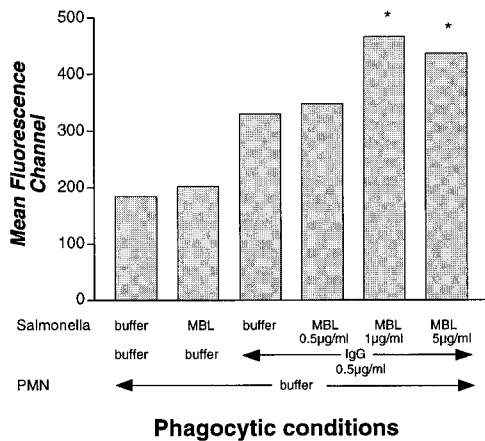 Mean Fluorescence
Channel
500
400
300
200
100
0
* *
Salmonella buffer MBL buffer MBL MBL MBL
0.5µg/ml 1µg/ml 5µg/ml
buffer buffer IgG
0.5µg/ml
PMN buffer
Phagocytic conditions